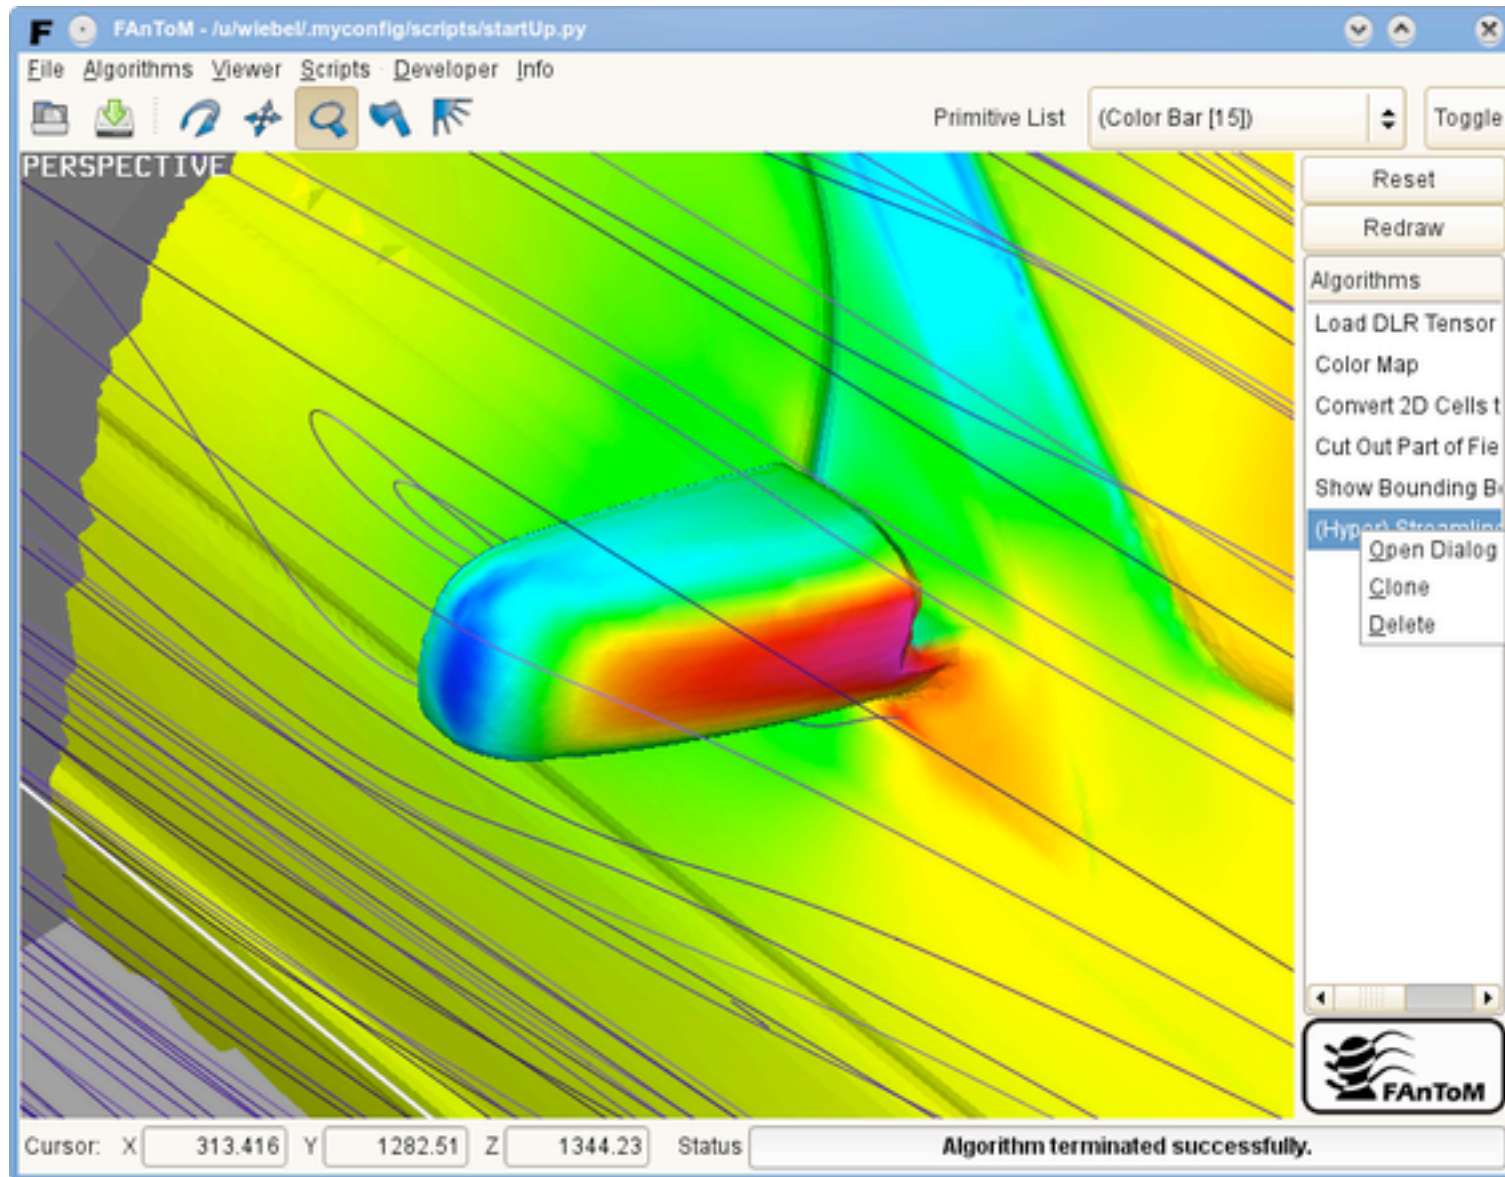 FAnToM - /u/wiebel/.myconfig/scripts/startUp.py
File Algorithms Viewer Scripts Developer Info
Primitive List (Color Bar [15]) Toggle
PERSPECTIVE
Reset
Redraw
Algorithms
Load DLR Tensor
Color Map
Convert 2D Cells t
Cut Out Part of Fie
Show Bounding B
(Hyper) Streamline
Open Dialog
Clone
Delete
FAnToM
Cursor: X 313.416 Y 1282.51 Z 1344.23 Status Algorithm terminated successfully.